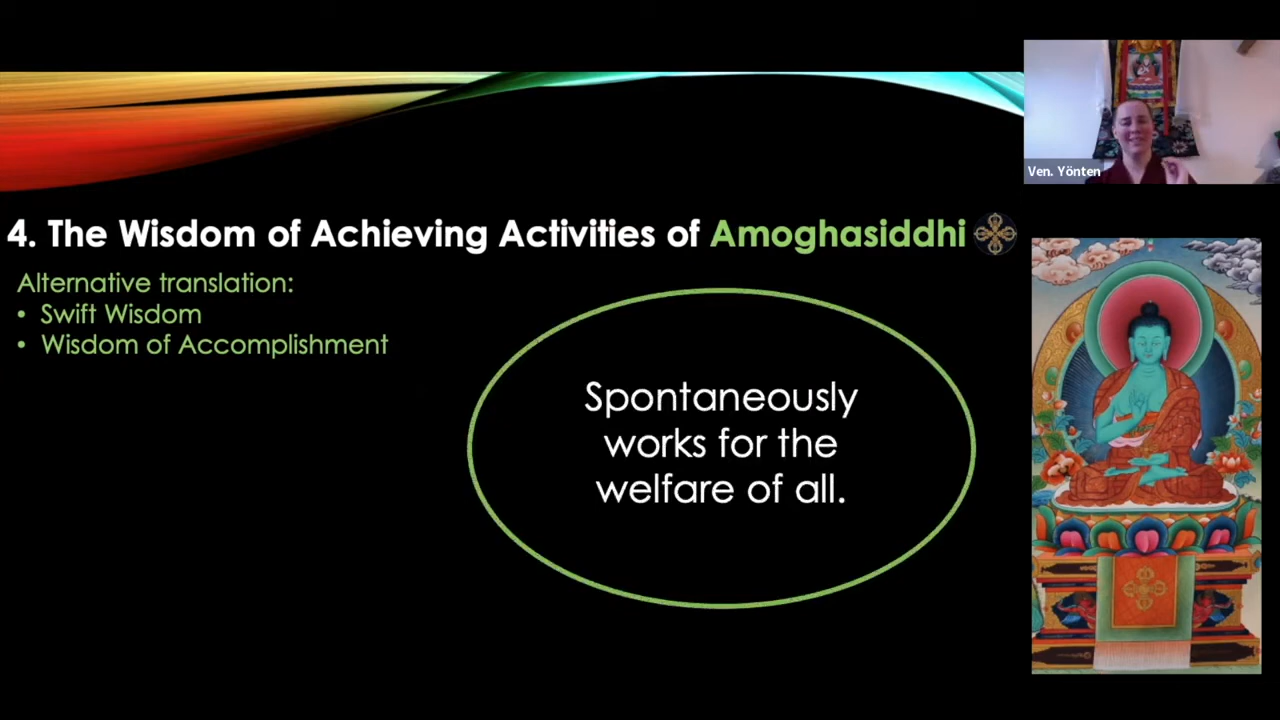 Ven. Yönten
4. The Wisdom of Achieving Activities of Amoghasiddhi
Alternative translation:
• Swift Wisdom
• Wisdom of Accomplishment
Spontaneously
works for the
welfare of all.